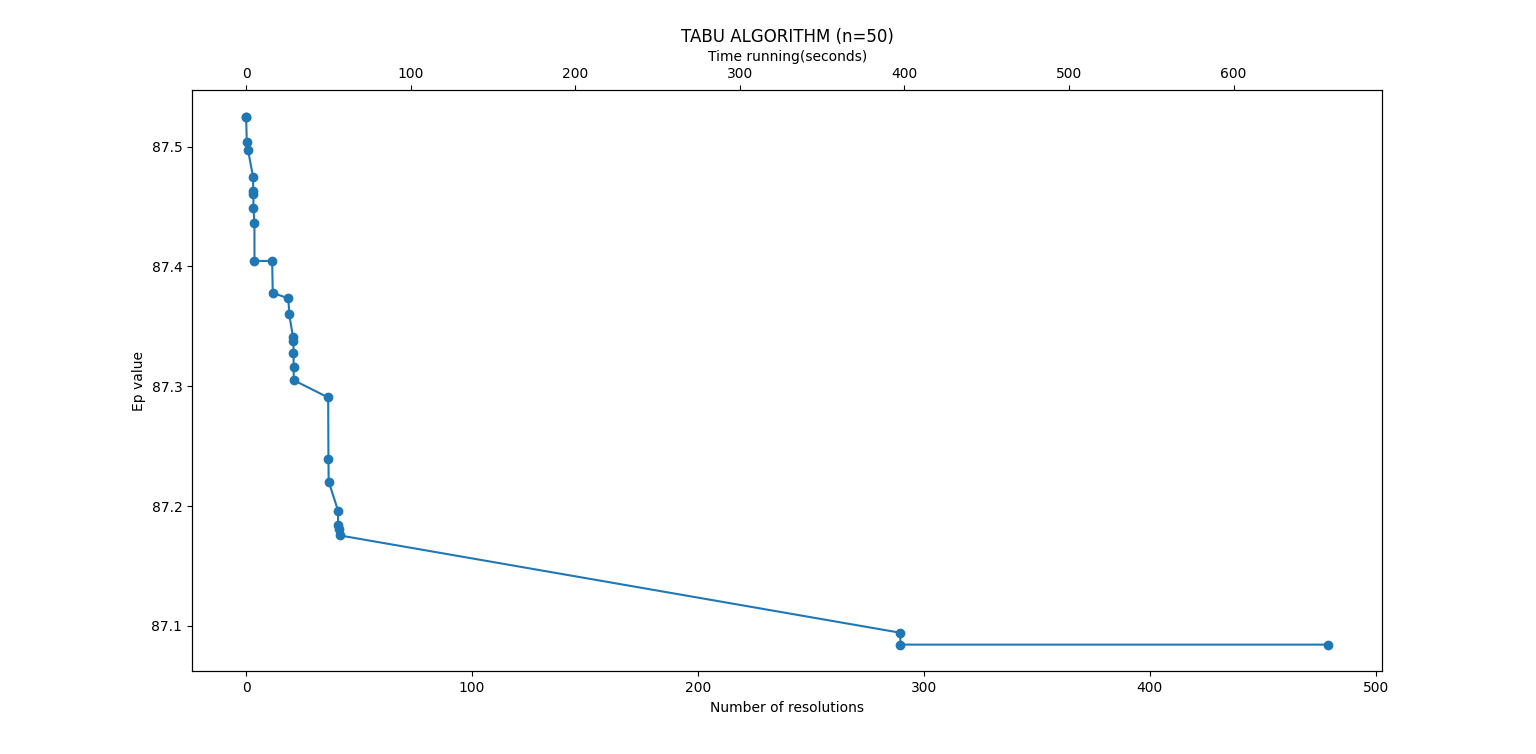 TABU ALGORITHM (n=50)
Time running(seconds)
0 100 200 300 400 500 600
87.5
87.4
87.3
87.2
87.1
Ep value
0 100 200 300 400 500
Number of resolutions